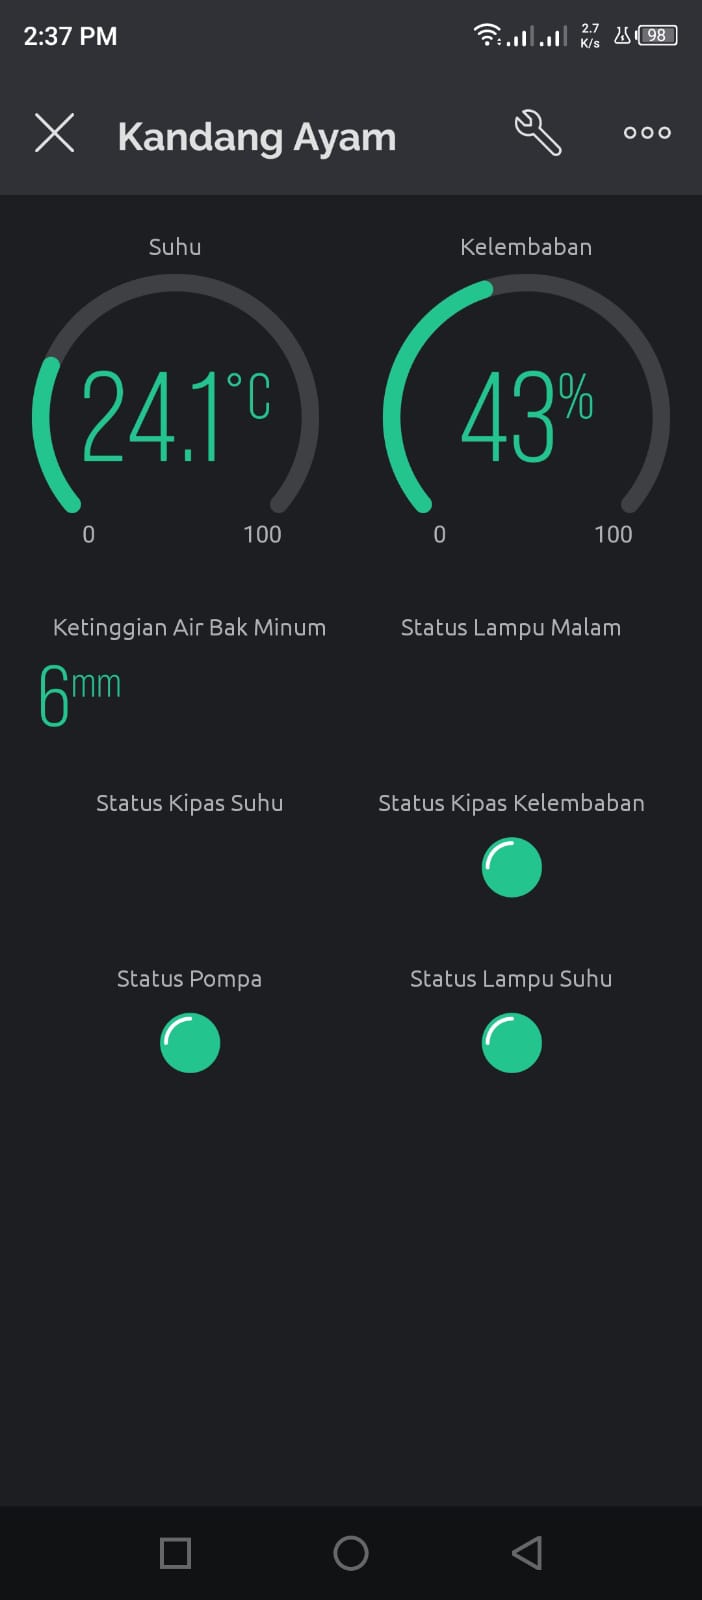 2:37 PM
2.7
K/s
98
Kandang Ayam
Suhu
Kelembaban
24.1°C
43%
0
100
0
100
Ketinggian Air Bak Minum
Status Lampu Malam
6mm
Status Kipas Suhu
Status Kipas Kelembaban
Status Pompa
Status Lampu Suhu